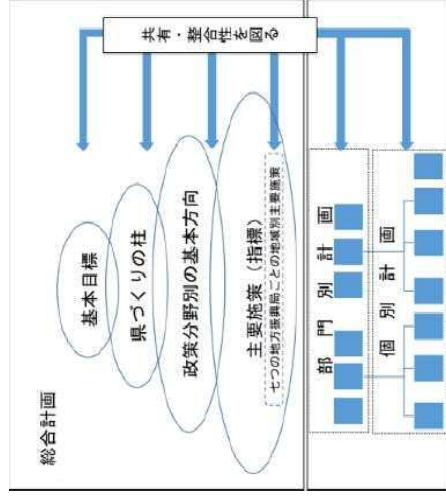 総合計画
共有・整合性を図る
基本目標
県づくりの柱
政策分野別の基本方向
主要施策（指標）
七つの地方振興局ごとの地域別主要施策
部門別計画
個別計画